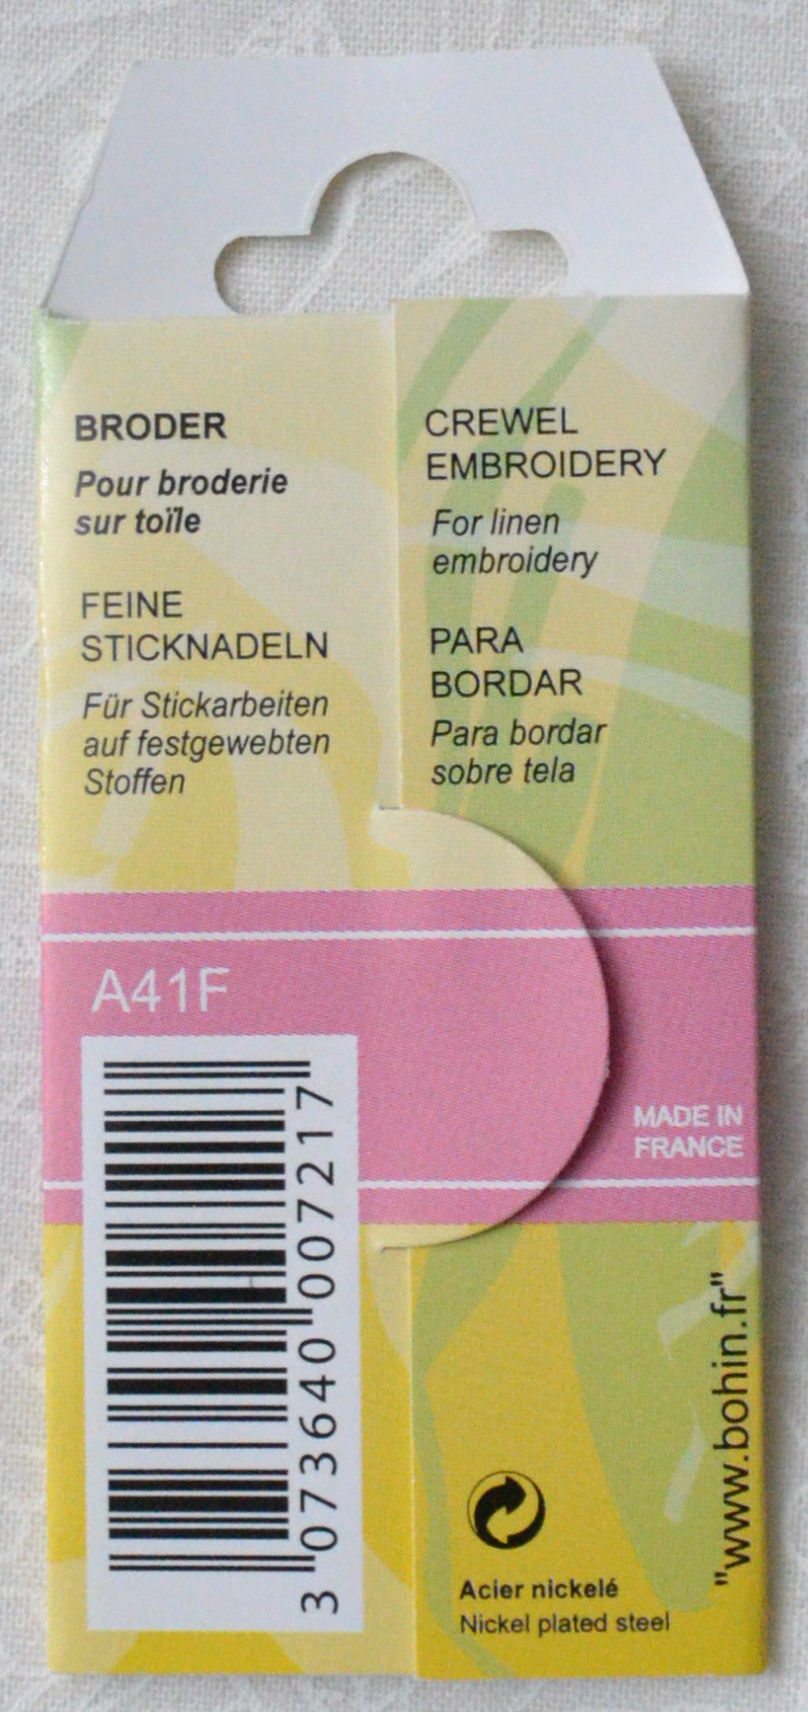 BRODER
Pour broderie
sur toïle
FEINE
STICKNADELN
Für Stickarbeiten
auf festgewebten
Stoffen
CREWEL
EMBROIDERY
For linen
embroidery
PARA
BORDAR
Para bordar
sobre tela
A41F
MADE IN
FRANCE
3 073640 007217
"www.bohin.fr"
Acier nickelé
Nickel plated steel